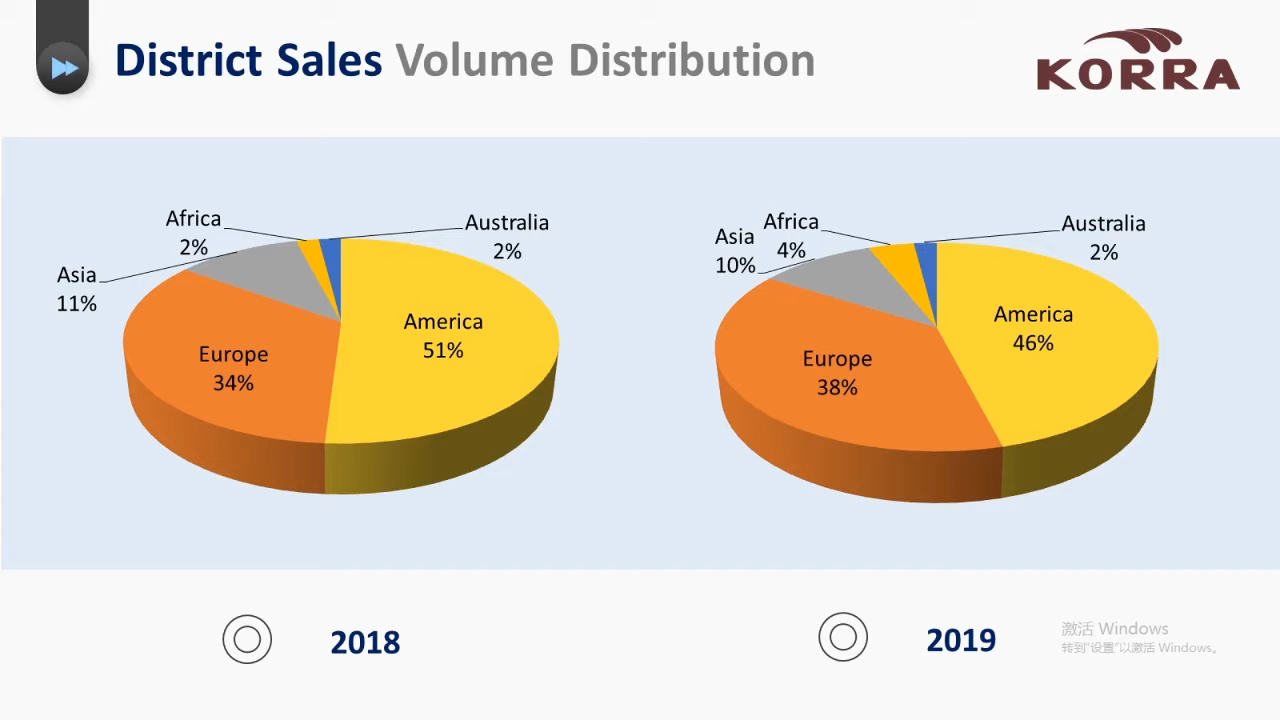 District Sales Volume Distribution
KORRA
Africa
2%
Australia
2%
Asia
11%
America
51%
Europe
34%
Asia
10%
Africa
4%
Australia
2%
America
46%
Europe
38%
2018
2019
激活 Windows
转到"设置"以激活 Windows。